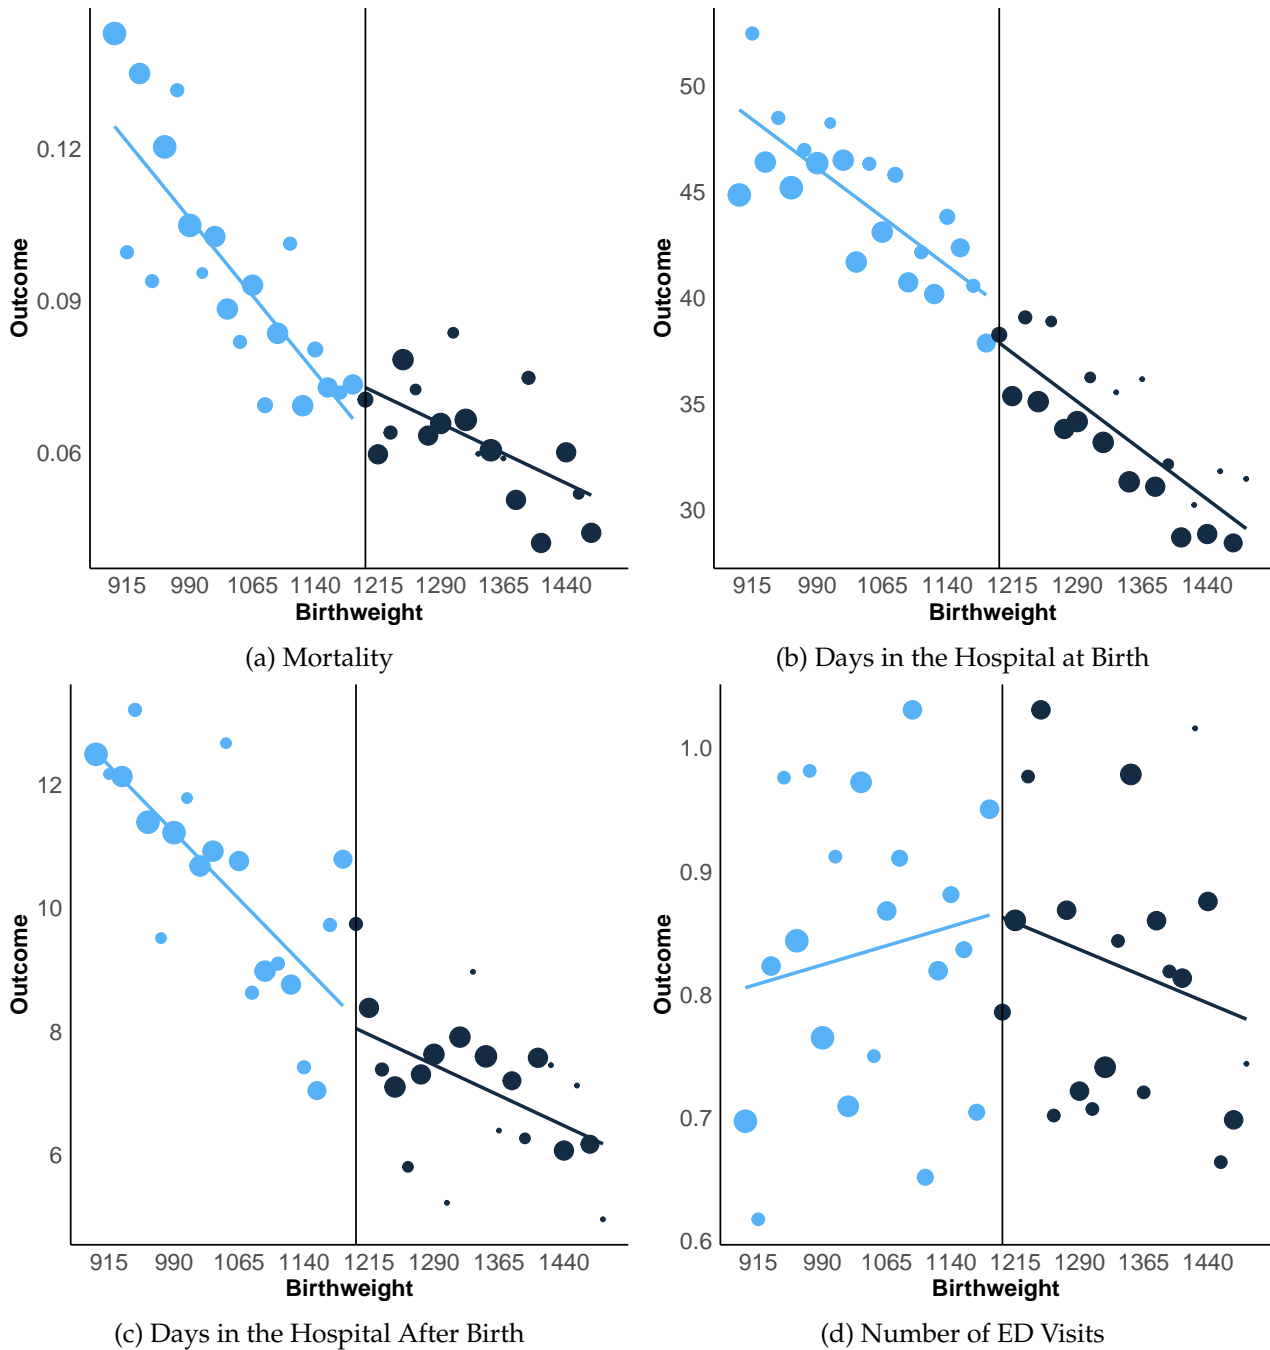 Outcome
0.12
0.09
0.06
915 990 1065 1140 1215 1290 1365 1440
Birthweight
(a) Mortality
Outcome
50
45
40
35
30
915 990 1065 1140 1215 1290 1365 1440
Birthweight
(b) Days in the Hospital at Birth
Outcome
12
10
8
6
915 990 1065 1140 1215 1290 1365 1440
Birthweight
(c) Days in the Hospital After Birth
Outcome
1.0
0.9
0.8
0.7
0.6
915 990 1065 1140 1215 1290 1365 1440
Birthweight
(d) Number of ED Visits